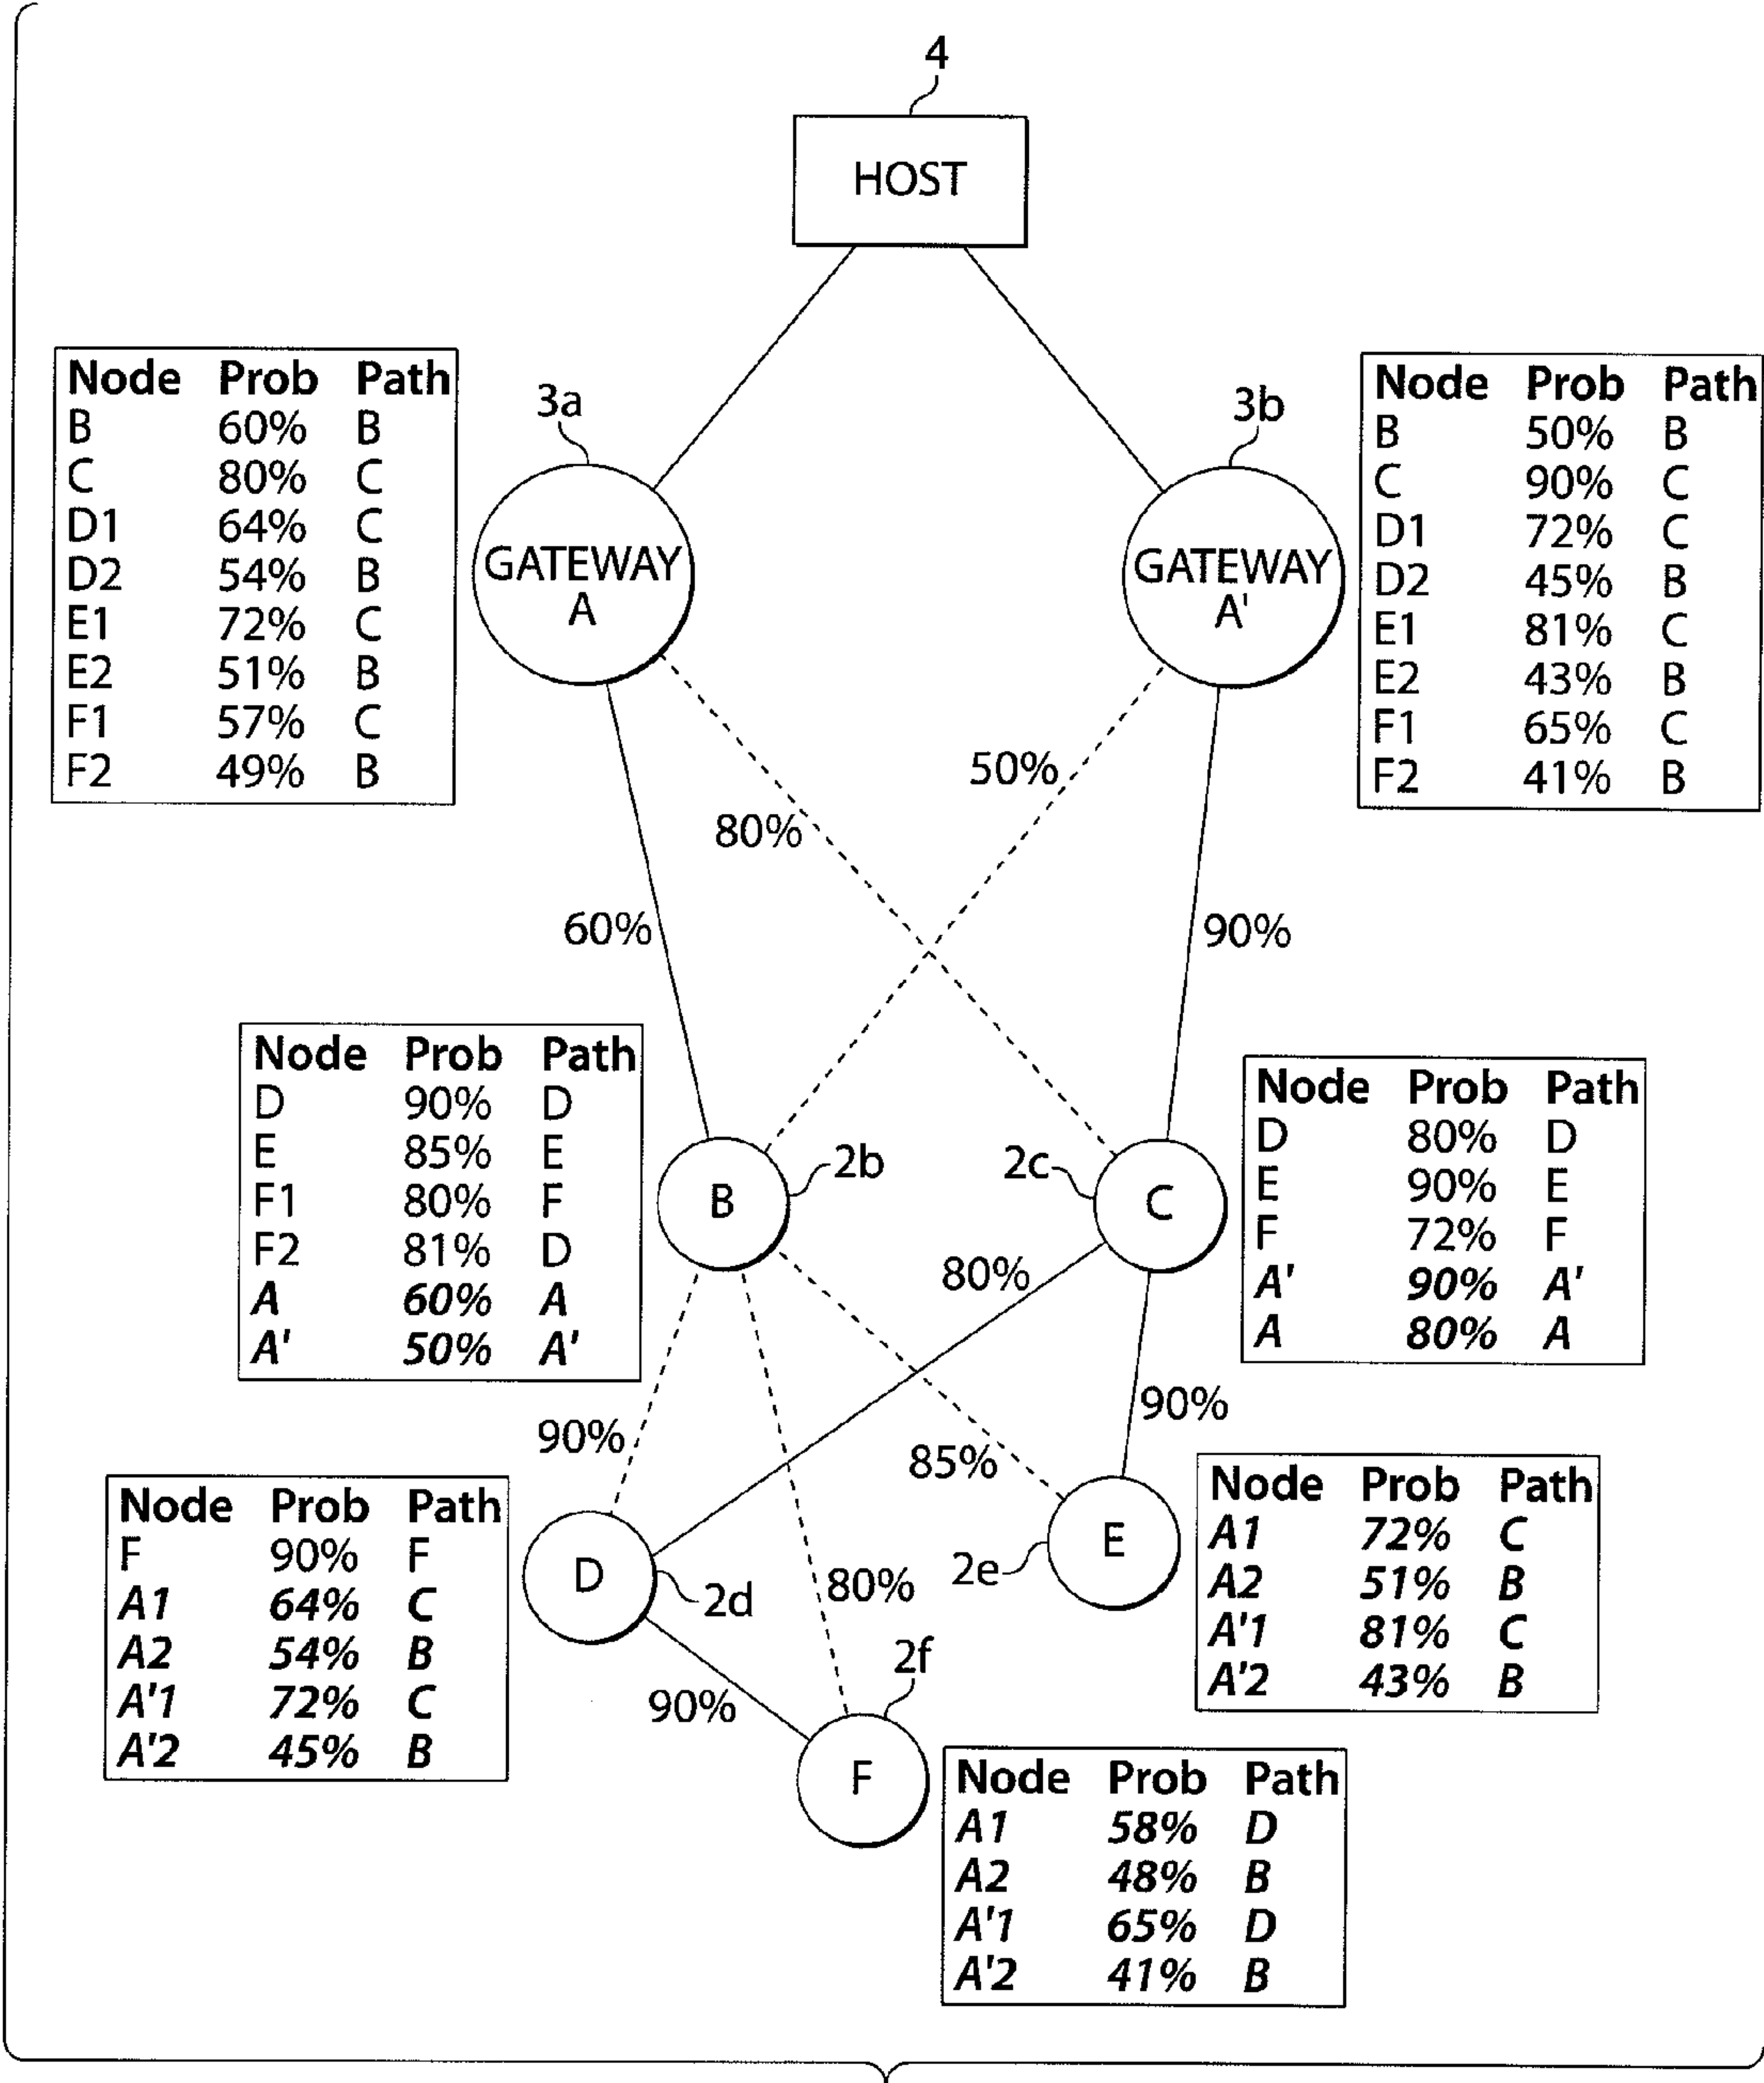 4
HOST
Node Prob Path
B 60% B
C 80% C
D1 64% C
D2 54% B
E1 72% C
E2 51% B
F1 57% C
F2 49% B
3a
GATEWAY
A
3b
GATEWAY
A'
Node Prob Path
B 50% B
C 90% C
D1 72% C
D2 45% B
E1 81% C
E2 43% B
F1 65% C
F2 41% B
50%
80%
60%
90%
Node Prob Path
D 90% D
E 85% E
F1 80% F
F2 81% D
A 60% A
A' 50% A'
B
2b
2c
C
Node Prob Path
D 80% D
E 90% E
F 72% F
A' 90% A'
A 80% A
80%
90%
90%
85%
Node Prob Path
F 90% F
A1 64% C
A2 54% B
A'1 72% C
A'2 45% B
D
2d
80%
2e
E
Node Prob Path
A1 72% C
A2 51% B
A'1 81% C
A'2 43% B
90%
2f
F
Node Prob Path
A1 58% D
A2 48% B
A'1 65% D
A'2 41% B